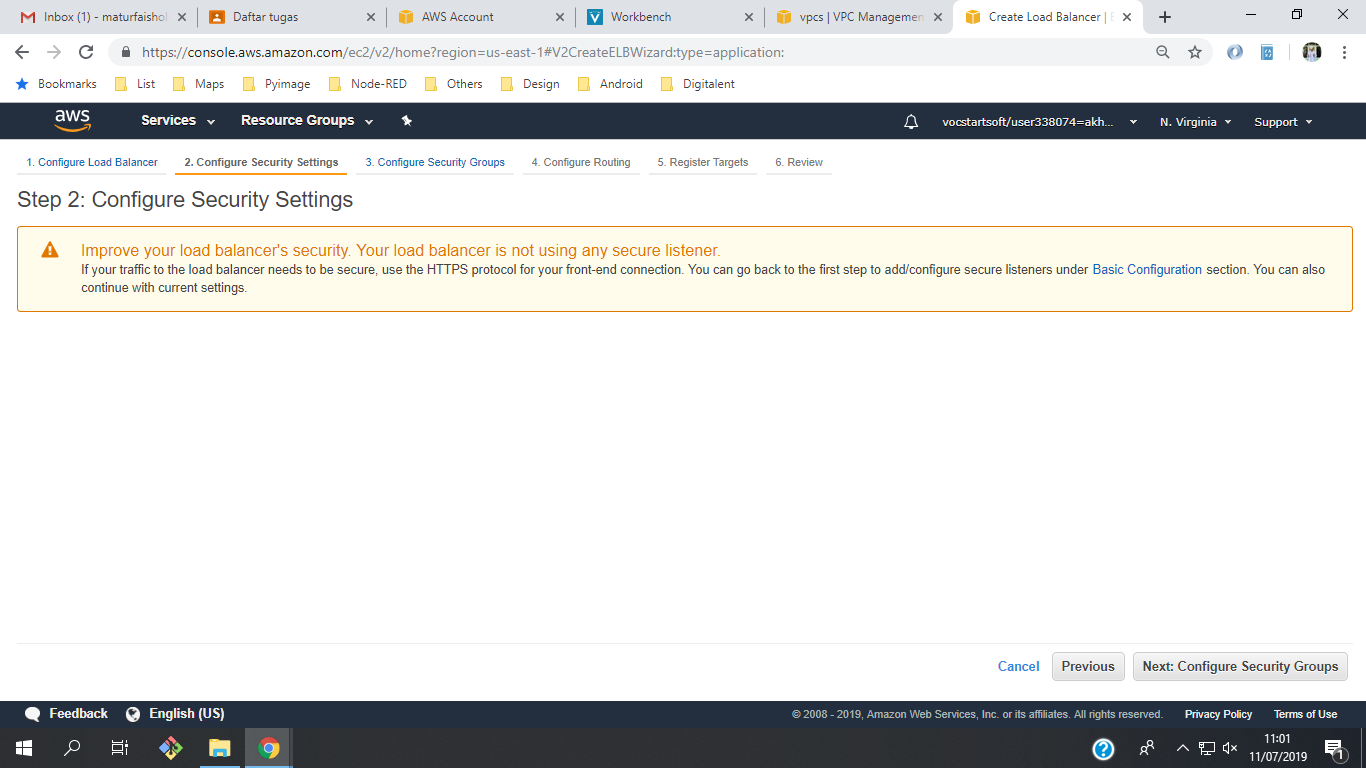 Inbox (1) - maturfaishol
Daftar tugas
AWS Account
Workbench
vpcs | VPC Management
Create Load Balancer | E
https://console.aws.amazon.com/ec2/v2/home?region=us-east-1#V2CreateELBWizard:type=application:
Bookmarks List Maps Pyimage Node-RED Others Design Android Digitalent
aws Services Resource Groups vocstartsoft/user338074=akh... N. Virginia Support
1. Configure Load Balancer 2. Configure Security Settings 3. Configure Security Groups 4. Configure Routing 5. Register Targets 6. Review
Step 2: Configure Security Settings
Improve your load balancer's security. Your load balancer is not using any secure listener.
If your traffic to the load balancer needs to be secure, use the HTTPS protocol for your front-end connection. You can go back to the first step to add/configure secure listeners under Basic Configuration section. You can also
continue with current settings.
Cancel Previous Next: Configure Security Groups
Feedback English (US) © 2008 - 2019, Amazon Web Services, Inc. or its affiliates. All rights reserved. Privacy Policy Terms of Use
11:01
11/07/2019
1